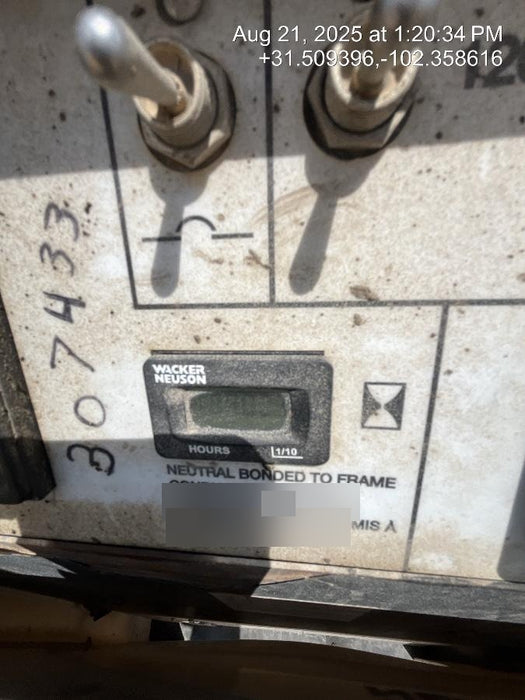 Aug 21, 2025 at 1:20:34 PM
+31.509396,-102.358616
307433
WACKER
NEUSON
HOURS 1/10
NEUTRAL BONDED TO FRAME